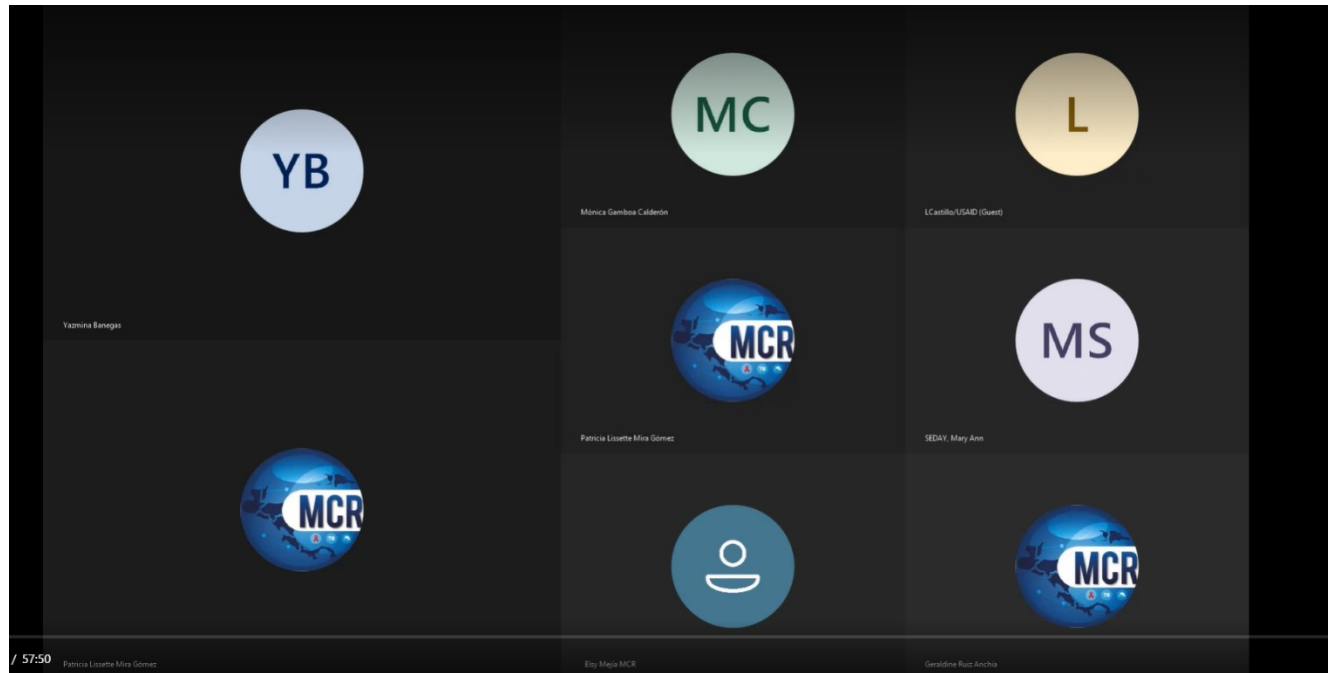 YB
Yazmina Banegas
MC
Mónica Gamboa Calderón
L
LCastillo/USAID (Guest)
MCR
Patricia Lissette Mira Gómez
MS
SEDAY, Mary Ann
MCR
/ 57:50
Patricia Lissette Mira Gómez
Elsy Mejía MCR
MCR
Geraldine Ruiz Anchía